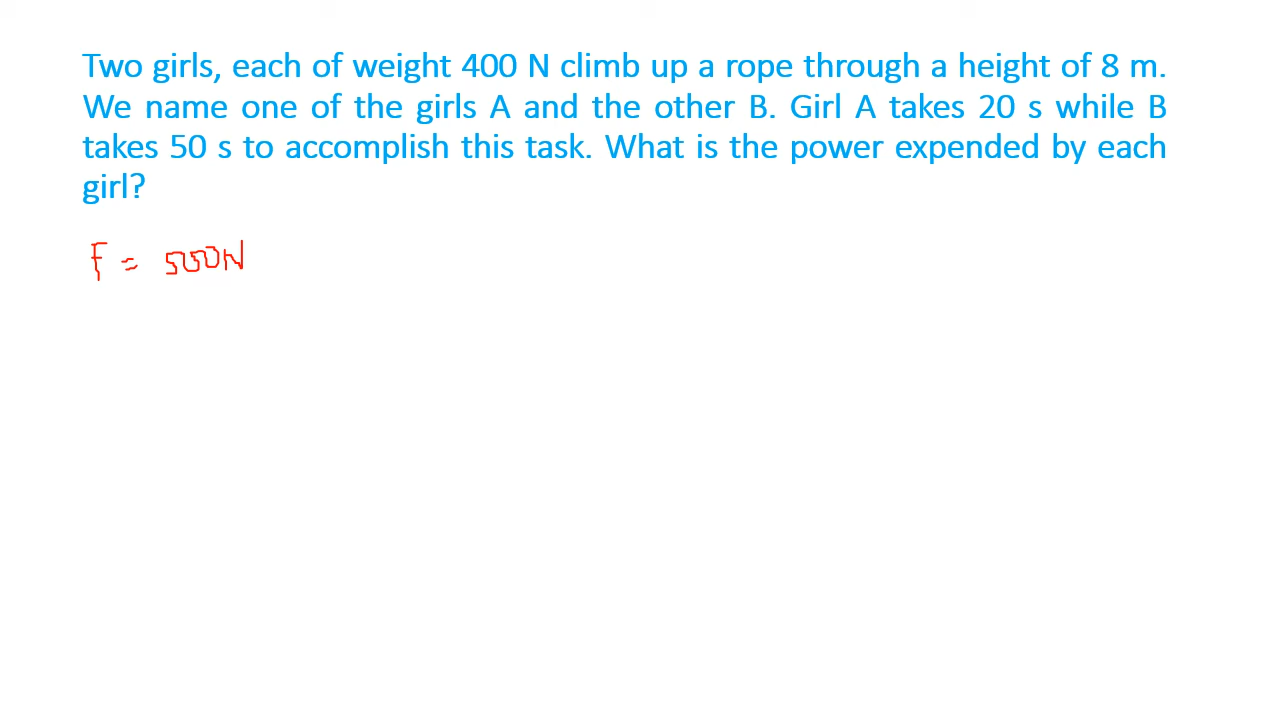 Two girls, each of weight 400 N climb up a rope through a height of 8 m.
We name one of the girls A and the other B. Girl A takes 20 s while B
takes 50 s to accomplish this task. What is the power expended by each
girl?
F = 500N